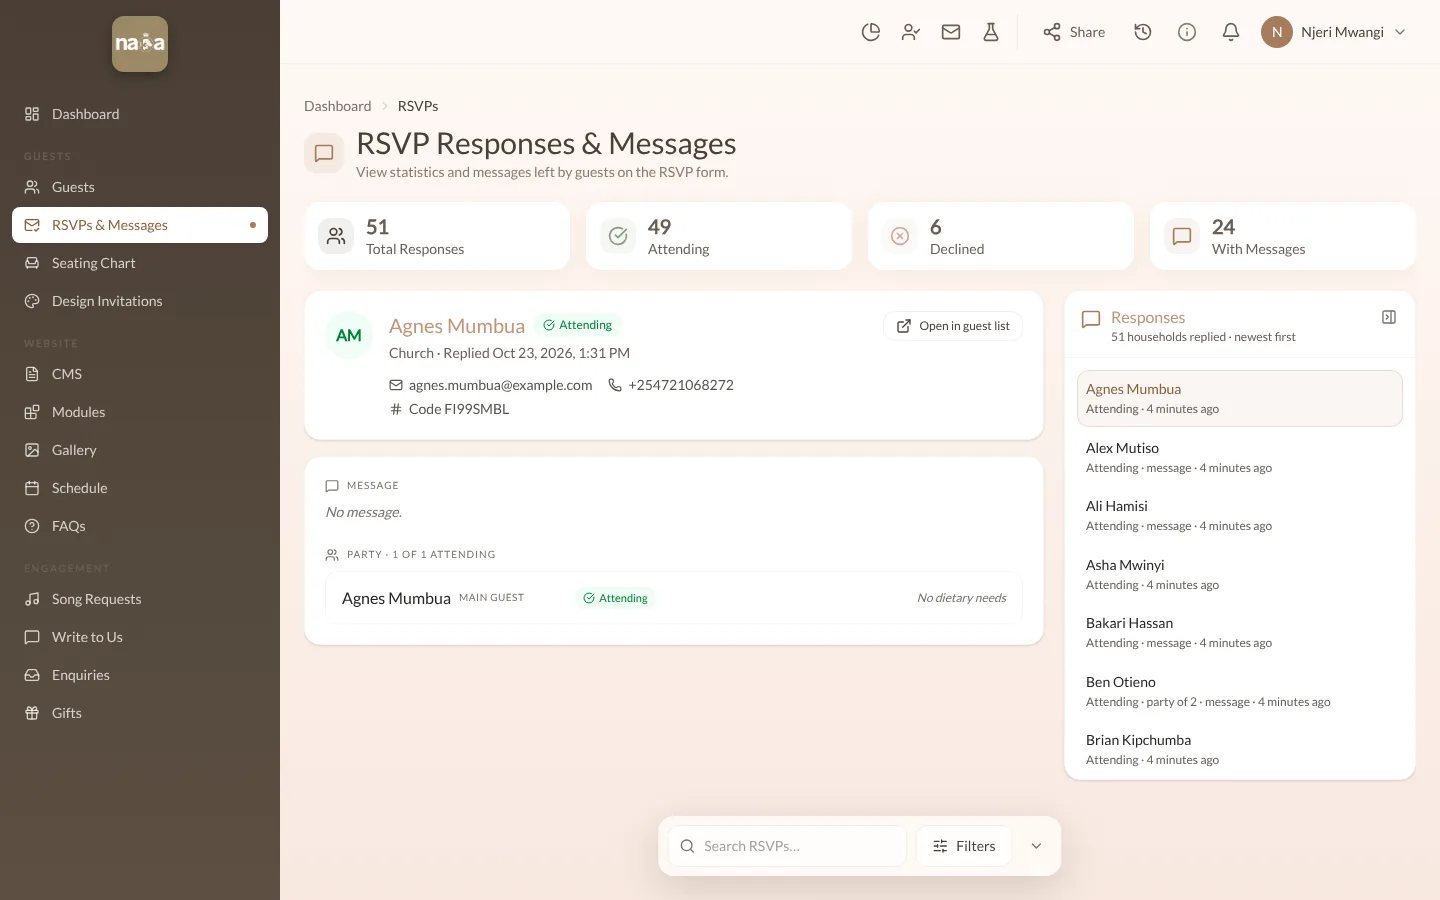 Dashboard
GUESTS
Guests
RSVPs & Messages
Seating Chart
Design Invitations
WEBSITE
CMS
Modules
Gallery
Schedule
FAQs
ENGAGEMENT
Song Requests
Write to Us
Enquiries
Gifts
Share
N
Njeri Mwangi
Dashboard
RSVPs
RSVP Responses & Messages
View statistics and messages left by guests on the RSVP form.
51
Total Responses
49
Attending
6
Declined
24
With Messages
AM
Agnes Mumbua
Attending
Open in guest list
Church · Replied Oct 23, 2026, 1:31 PM
agnes.mumbua@example.com
+254721068272
Code FI99SMBL
MESSAGE
No message.
PARTY · 1 OF 1 ATTENDING
Agnes Mumbua
MAIN GUEST
Attending
No dietary needs
Responses
51 households replied · newest first
Agnes Mumbua
Attending · 4 minutes ago
Alex Mutiso
Attending · message · 4 minutes ago
Ali Hamisi
Attending · message · 4 minutes ago
Asha Mwinyi
Attending · 4 minutes ago
Bakari Hassan
Attending · message · 4 minutes ago
Ben Otieno
Attending · party of 2 · message · 4 minutes ago
Brian Kipchumba
Attending · 4 minutes ago
Search RSVPs...
Filters